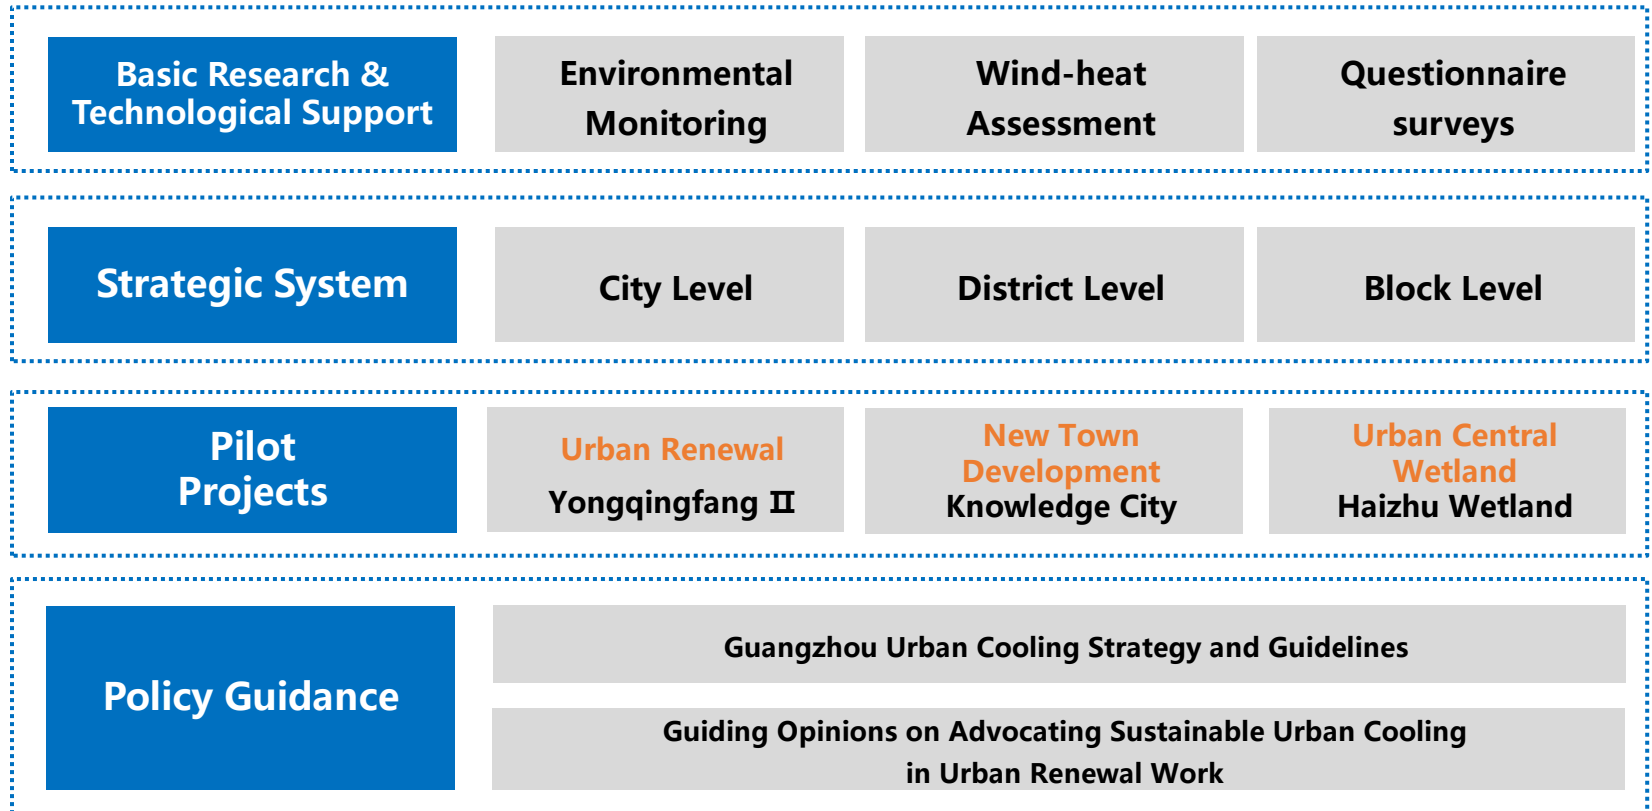 Basic Research &
Technological Support
Environmental
Monitoring
Wind-heat
Assessment
Questionnaire
surveys
Strategic System
City Level
District Level
Block Level
Pilot
Projects
Urban Renewal
Yongqingfang Ⅱ
New Town
Development
Knowledge City
Urban Central
Wetland
Haizhu Wetland
Policy Guidance
Guangzhou Urban Cooling Strategy and Guidelines
Guiding Opinions on Advocating Sustainable Urban Cooling
in Urban Renewal Work